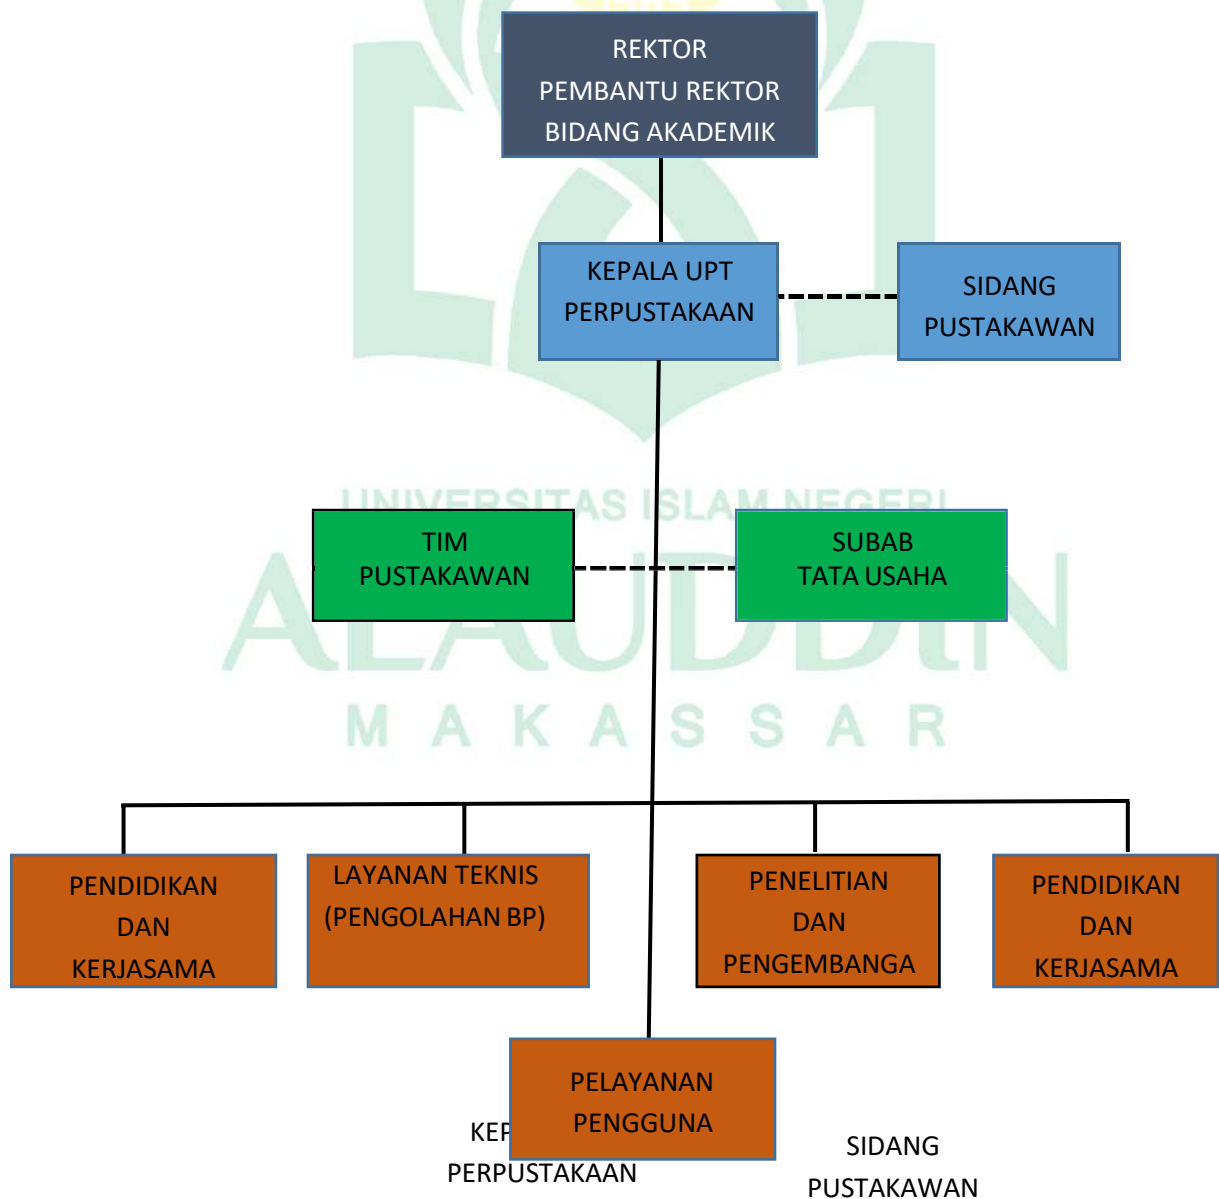 REKTOR
PEMBANTU REKTOR
BIDANG AKADEMIK
KEPALA UPT
PERPUSTAKAAN
SIDANG
PUSTAKAWAN
UNIVERSITAS ISLAM NEGERI
TIM
PUSTAKAWAN
SUBAB
TATA USAHA
ALAUDDIN
MAKASSAR
PENDIDIKAN
DAN
KERJASAMA
LAYANAN TEKNIS
(PENGOLAHAN BP)
PENELITIAN
DAN
PENGEMBANGA
PENDIDIKAN
DAN
KERJASAMA
PELAYANAN
PENGGUNA
PERPUSTAKAAN
SIDANG
PUSTAKAWAN